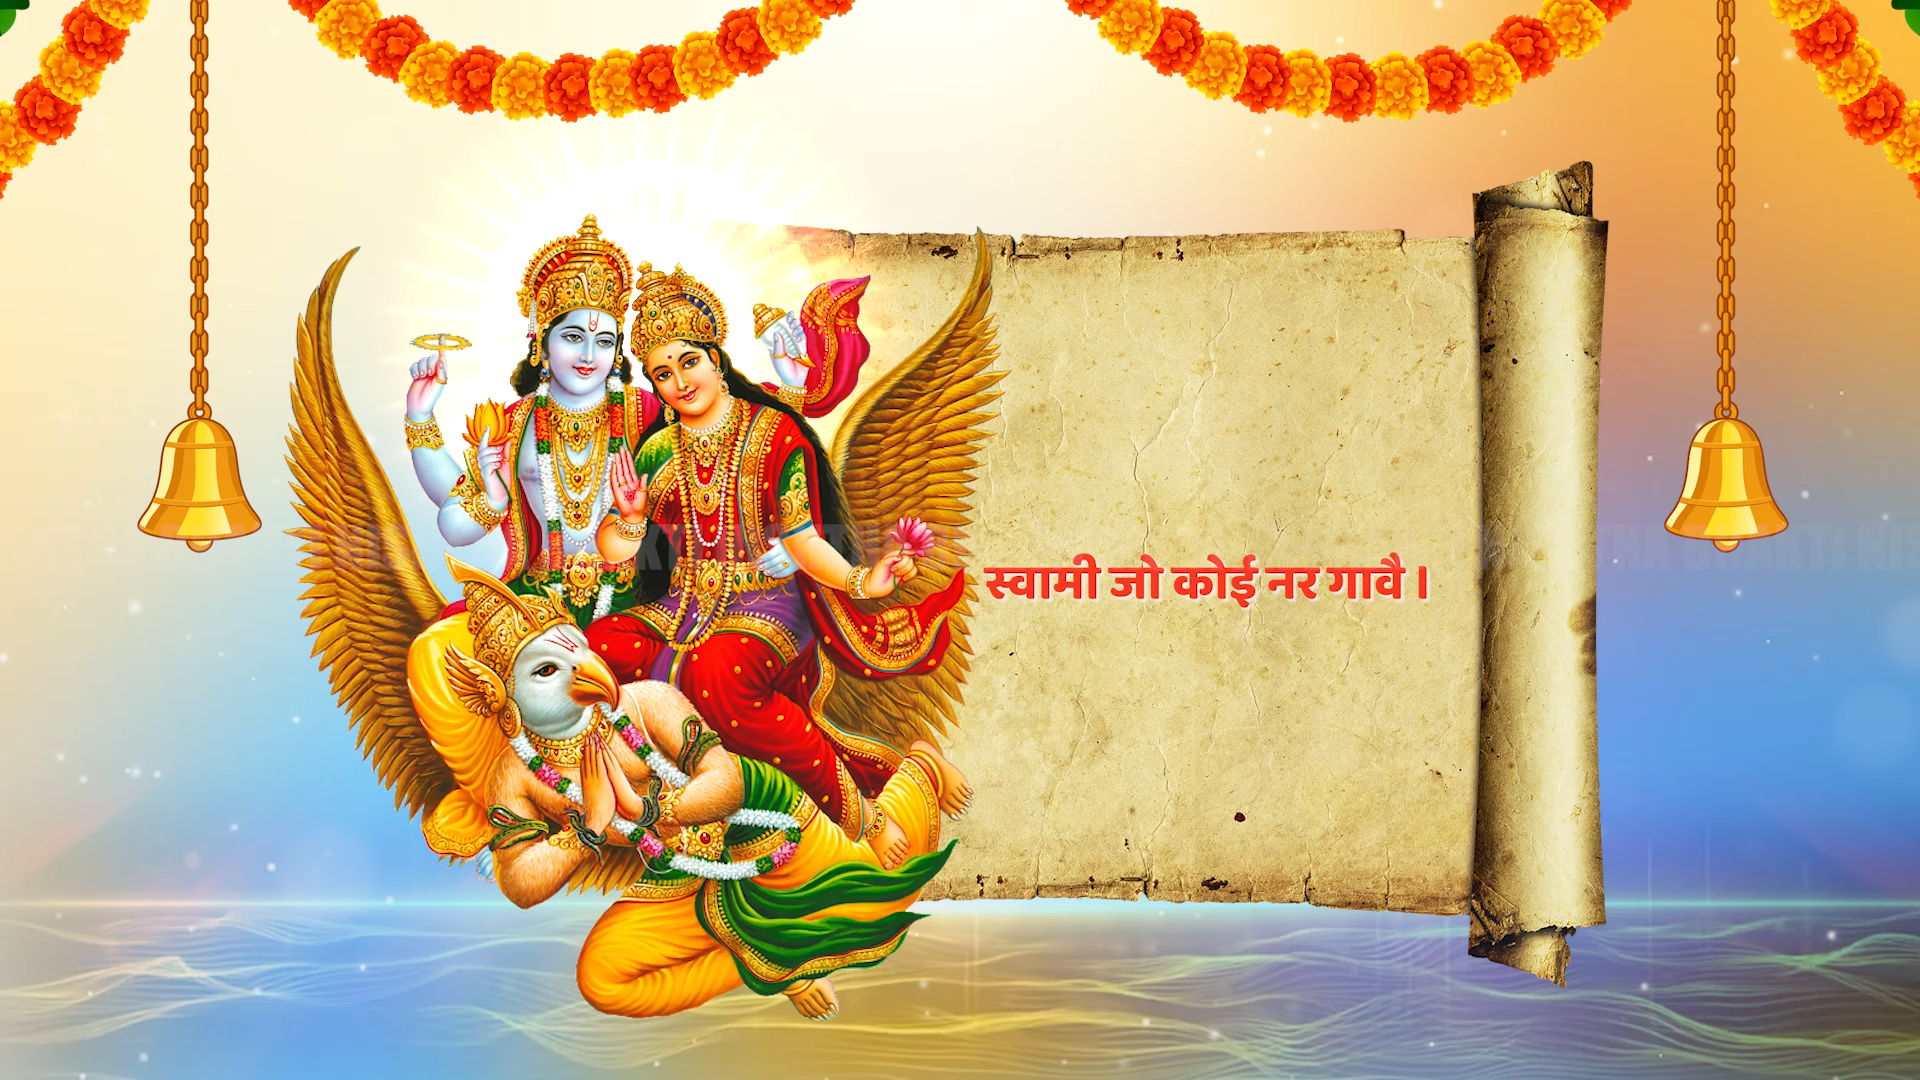 स्वामी जो कोई नर गावै ।